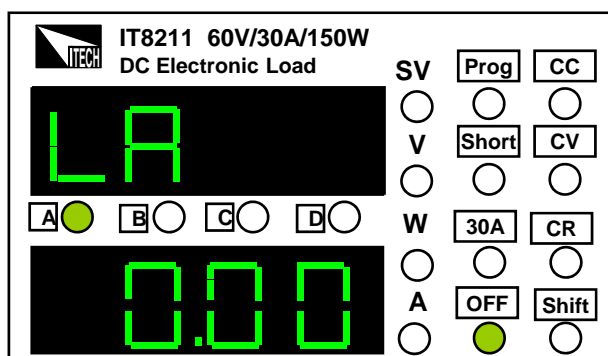 ITECH
IT8211 60V/30A/150W
DC Electronic Load
SV Prog CC
LA
V Short CV
A B C D
W 30A CR
0.00
A OFF Shift